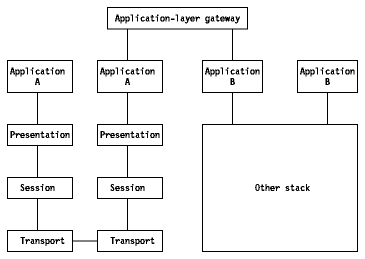 Application-layer gateway
Application
A
Application
A
Application
B
Application
B
Presentation
Presentation
Session
Session
Other stack
Transport
Transport